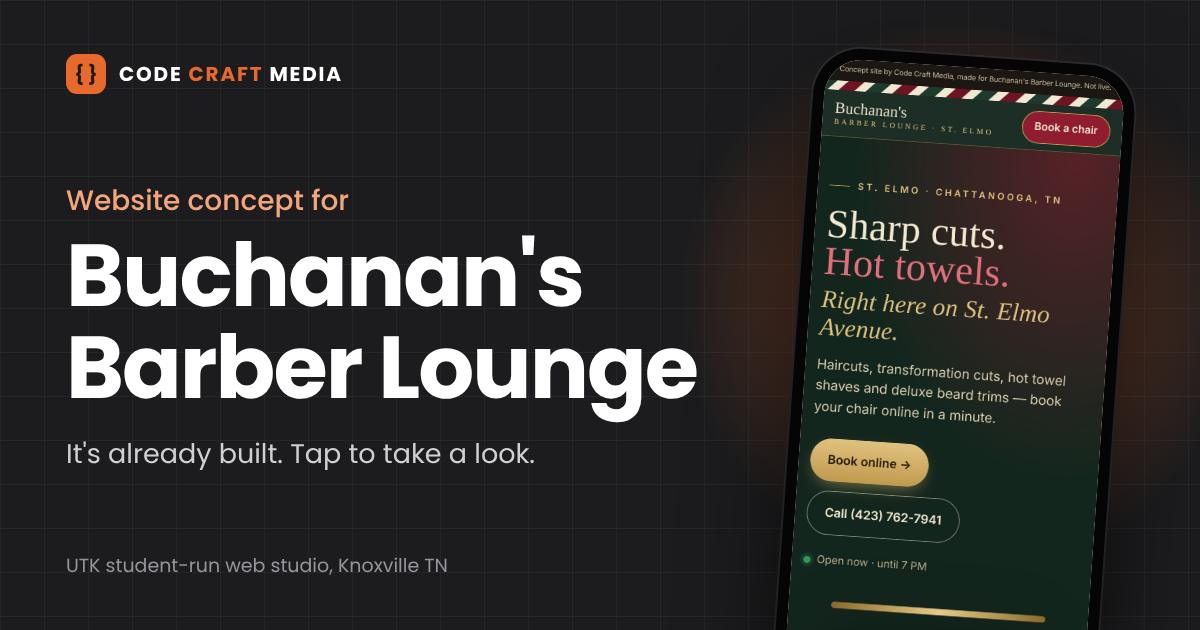 { } CODE CRAFT MEDIA
Website concept for
Buchanan's
Barber Lounge
It's already built. Tap to take a look.
UTK student-run web studio, Knoxville TN
Concept site by Code Craft Media, made for Buchanan's Barber Lounge. Not live.
Buchanan's
BARBER LOUNGE · ST. ELMO
Book a chair
ST. ELMO · CHATTANOOGA, TN
Sharp cuts.
Hot towels.
Right here on St. Elmo
Avenue.
Haircuts, transformation cuts, hot towel
shaves and deluxe beard trims — book
your chair online in a minute.
Book online →
Call (423) 762-7941
Open now · until 7 PM